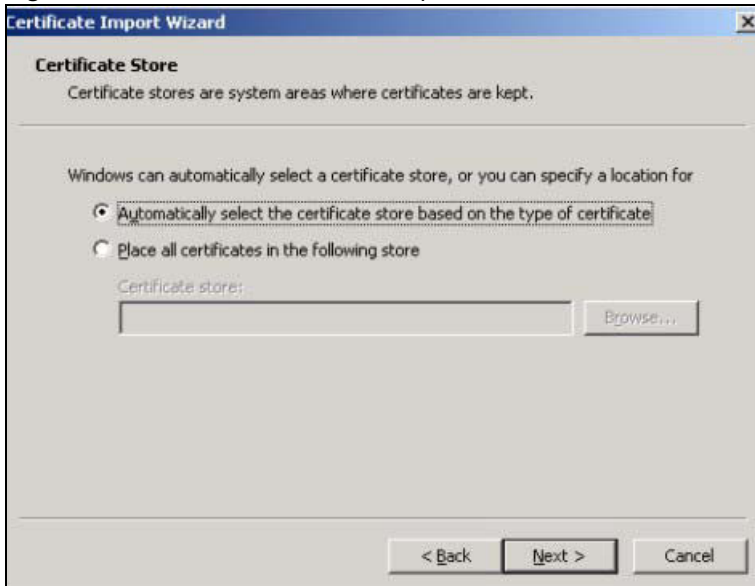 Certificate Import Wizard
Certificate Store
Certificate stores are system areas where certificates are kept.
Windows can automatically select a certificate store, or you can specify a location for
Automatically select the certificate store based on the type of certificate
Place all certificates in the following store
Certificate store:
Browse...
< Back
Next >
Cancel